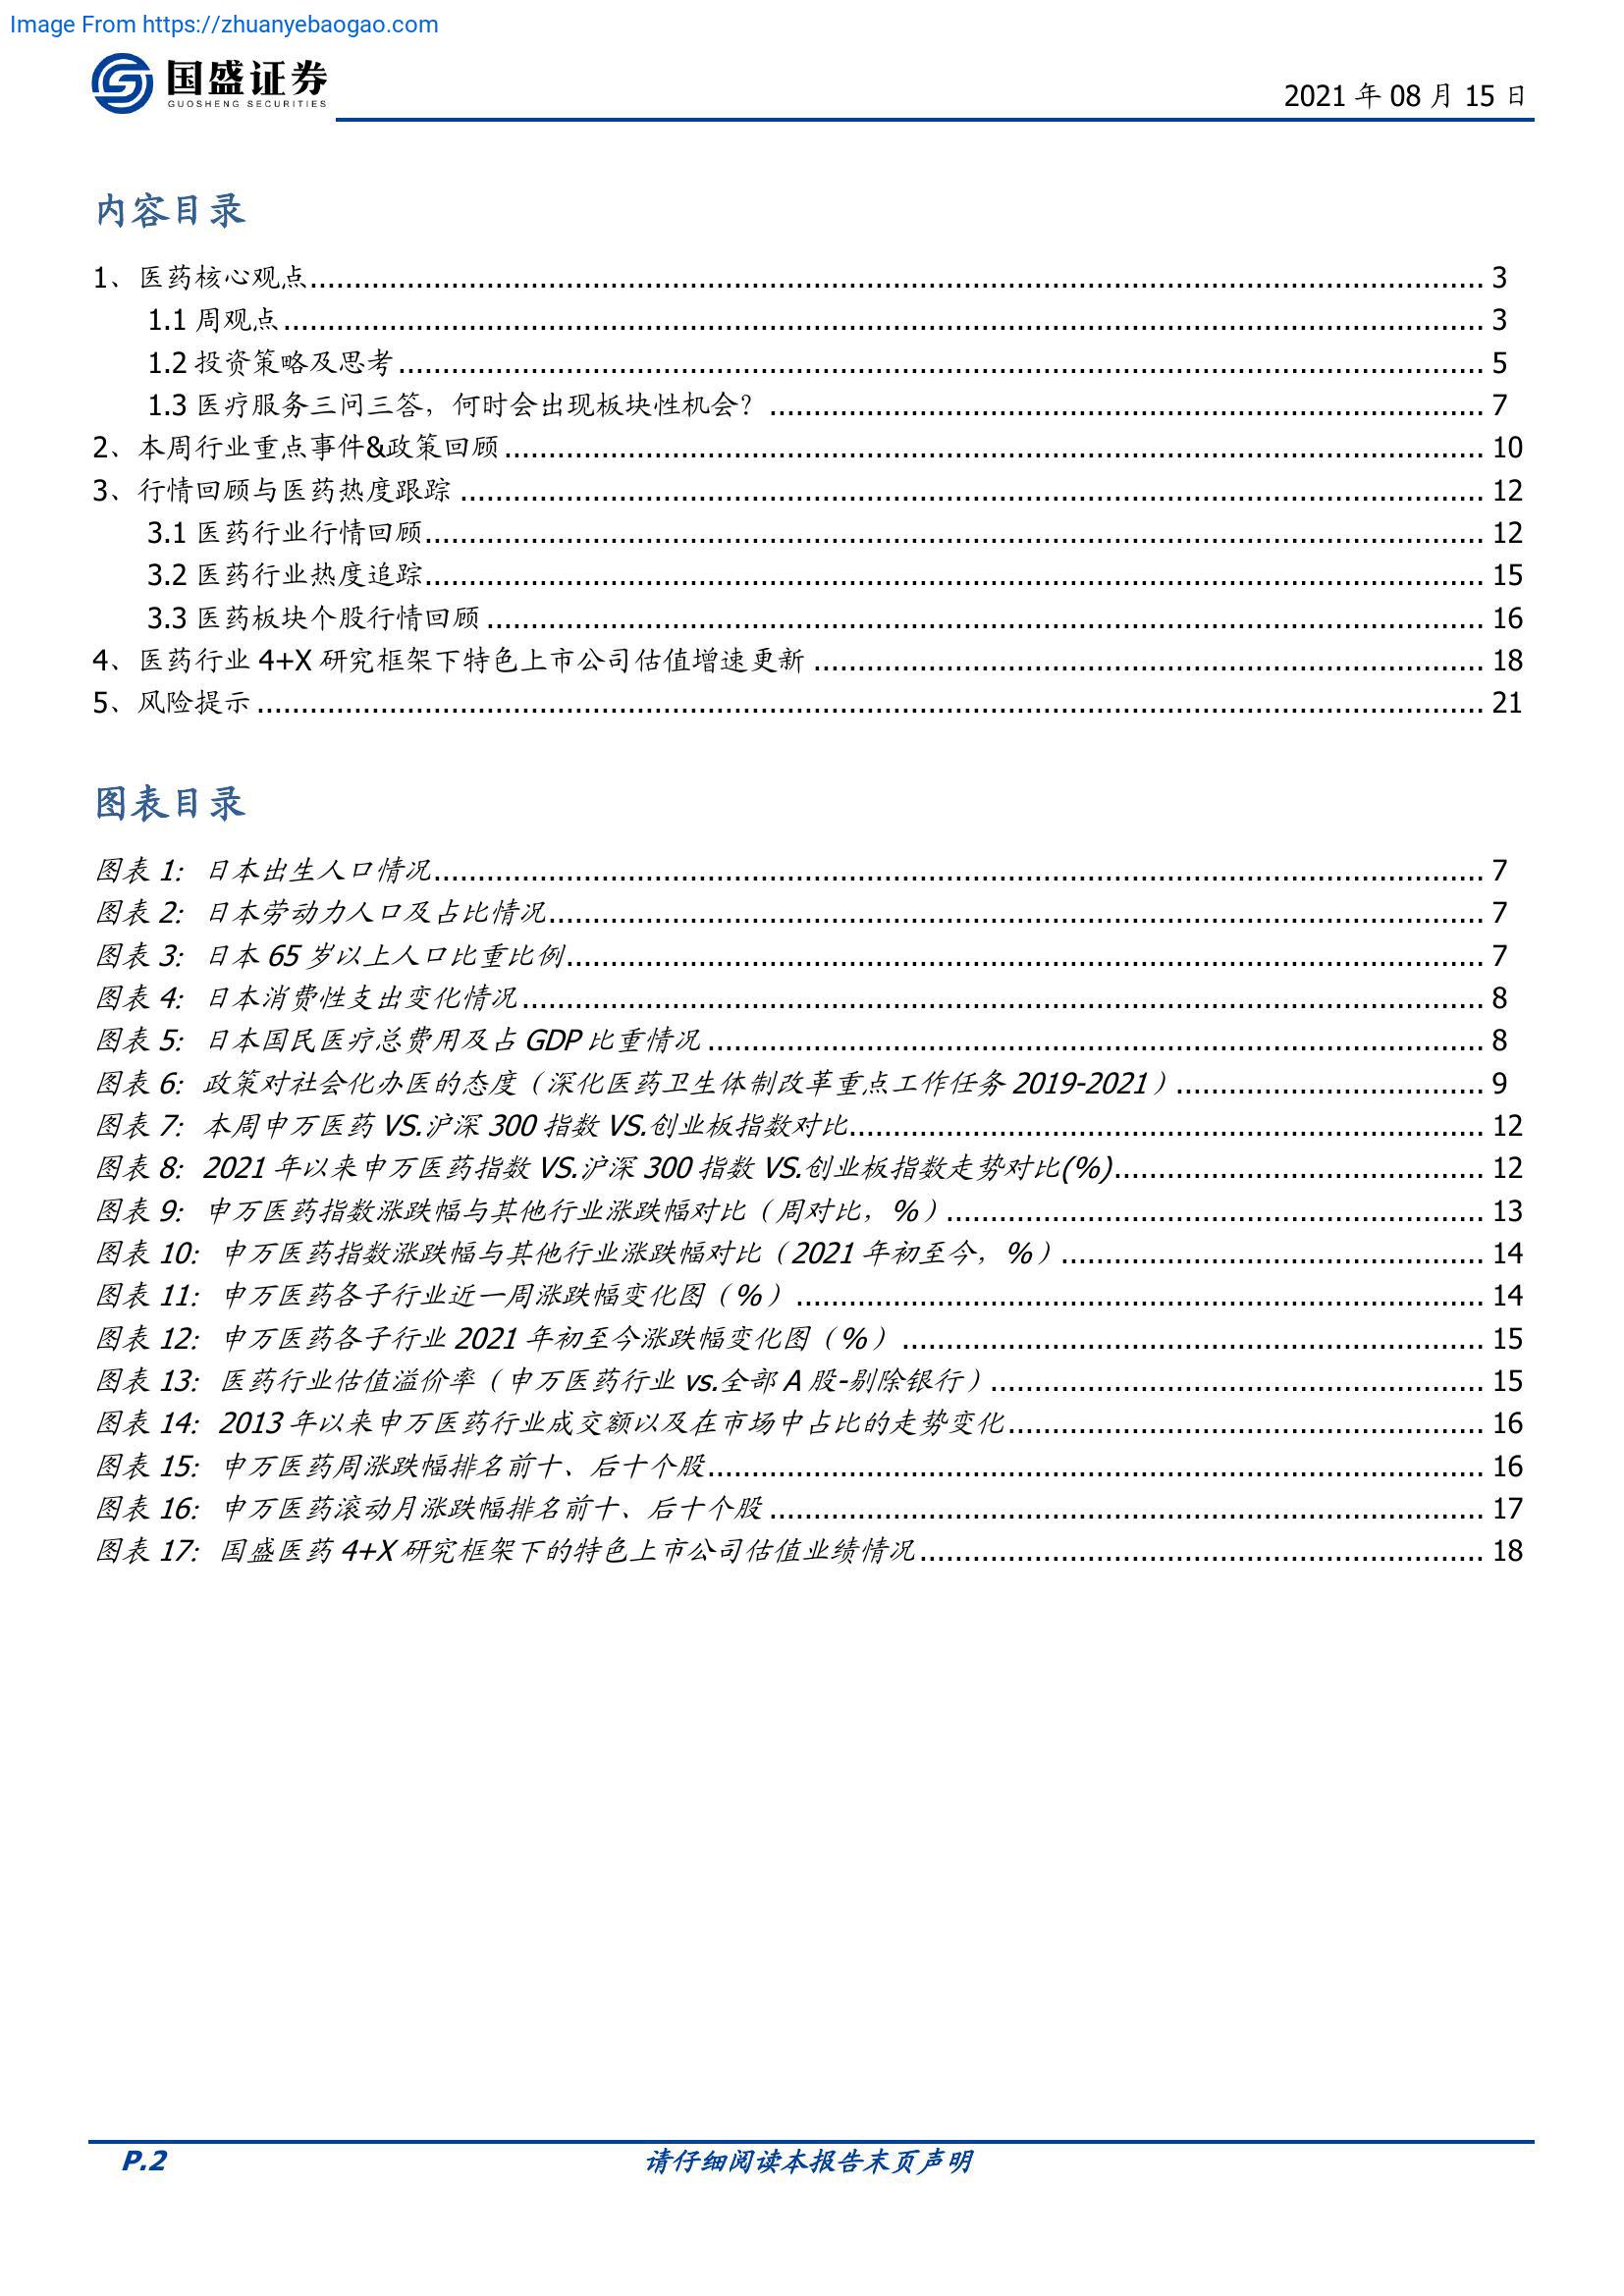 Image From https://zhuanyebaogao.com
国盛证券
GUOSHENG SECURITIES
2021 年 08 月 15 日
内容目录
1、医药核心观点........................................ 3
1.1 周观点........................................ 3
1.2 投资策略及思考........................................ 5
1.3 医疗服务三问三答，何时会出现板块性机会？........................................ 7
2、本周行业重点事件&政策回顾........................................ 10
3、行情回顾与医药热度跟踪........................................ 12
3.1 医药行业行情回顾........................................ 12
3.2 医药行业热度追踪........................................ 15
3.3 医药板块个股行情回顾........................................ 16
4、医药行业 4+X 研究框架下特色上市公司估值增速更新........................................ 18
5、风险提示........................................ 21
图表目录
图表 1：日本出生人口情况........................................ 7
图表 2：日本劳动力人口及占比情况........................................ 7
图表 3：日本 65 岁以上人口比重比例........................................ 7
图表 4：日本消费性支出变化情况........................................ 8
图表 5：日本国民医疗总费用及占 GDP 比重情况........................................ 8
图表 6：政策对社会化办医的态度（深化医药卫生体制改革重点工作任务 2019-2021）........................................ 9
图表 7：本周申万医药 VS.沪深 300 指数 VS.创业板指数对比........................................ 12
图表 8：2021 年以来申万医药指数 VS.沪深 300 指数 VS.创业板指数走势对比(%)........................................ 12
图表 9：申万医药指数涨跌幅与其他行业涨跌幅对比（周对比，%）........................................ 13
图表 10：申万医药指数涨跌幅与其他行业涨跌幅对比（2021 年初至今，%）........................................ 14
图表 11：申万医药各子行业近一周涨跌幅变化图（%）........................................ 14
图表 12：申万医药各子行业 2021 年初至今涨跌幅变化图（%）........................................ 15
图表 13：医药行业估值溢价率（申万医药行业 vs.全部 A 股-剔除银行）........................................ 15
图表 14：2013 年以来申万医药行业成交额以及在市场中占比的走势变化........................................ 16
图表 15：申万医药周涨跌幅排名前十、后十个股........................................ 16
图表 16：申万医药滚动月涨跌幅排名前十、后十个股........................................ 17
图表 17：国盛医药 4+X 研究框架下的特色上市公司估值业绩情况........................................ 18
P.2
请仔细阅读本报告末页声明